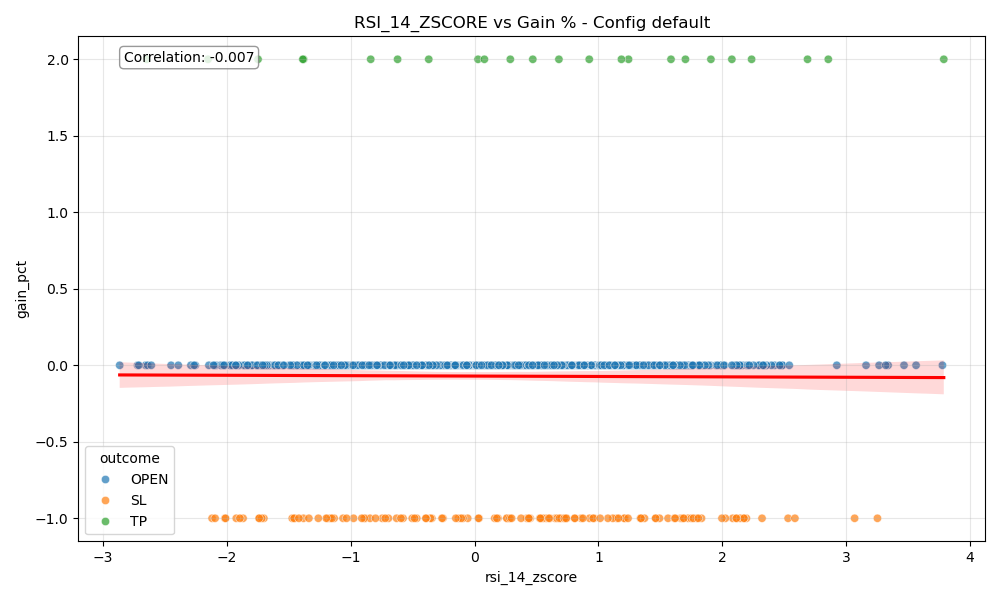 RSI_14_ZSCORE vs Gain % - Config default
Correlation: -0.007
2.0
1.5
1.0
0.5
0.0
−0.5
−1.0
gain_pct
outcome
OPEN
SL
TP
−3
−2
−1
0
1
2
3
4
rsi_14_zscore